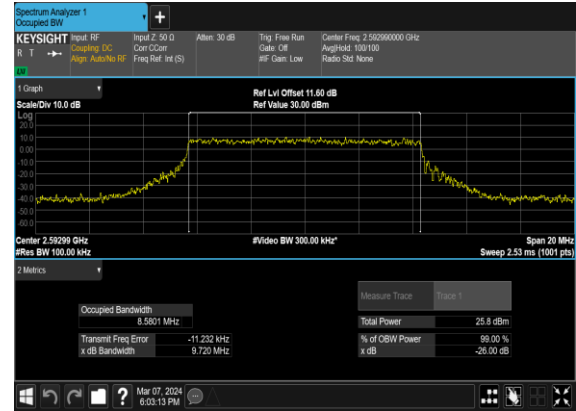 Spectrum Analyzer 1
Occupied BW
+
KEYSIGHT Input: RF Input Z: 50 Ω Atten: 30 dB Trig: Free Run Center Freq: 2.592990000 GHz
R T Coupling: DC Corr CCorr Gate: Off Avg|Hold: 100/100
Align: Auto/No RF Freq Ref: Int (S) #IF Gain: Low Radio Std: None
LV
1 Graph
Ref Lvl Offset 11.60 dB
Scale/Div 10.0 dB Ref Value 30.00 dBm
Log
20.0
10.0
0.00
-10.0
-20.0
-30.0
-40.0
-50.0
-60.0
Center 2.59299 GHz #Video BW 300.00 kHz* Span 20 MHz
#Res BW 100.00 kHz Sweep 2.53 ms (1001 pts)
2 Metrics
Measure Trace Trace 1
Occupied Bandwidth
8.5801 MHz Total Power 25.8 dBm
Transmit Freq Error -11.232 kHz % of OBW Power 99.00 %
x dB Bandwidth 9.720 MHz x dB -26.00 dB
?
Mar 07, 2024
6:03:13 PM